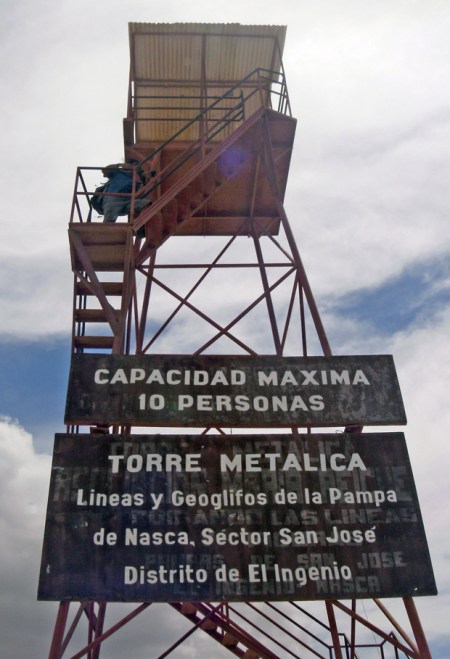 CAPACIDAD MAXIMA
10 PERSONAS
TORRE METALICA
Lineas y Geoglifos de la Pampa
de Nasca, Séctor San José
Distrito de El Ingenio